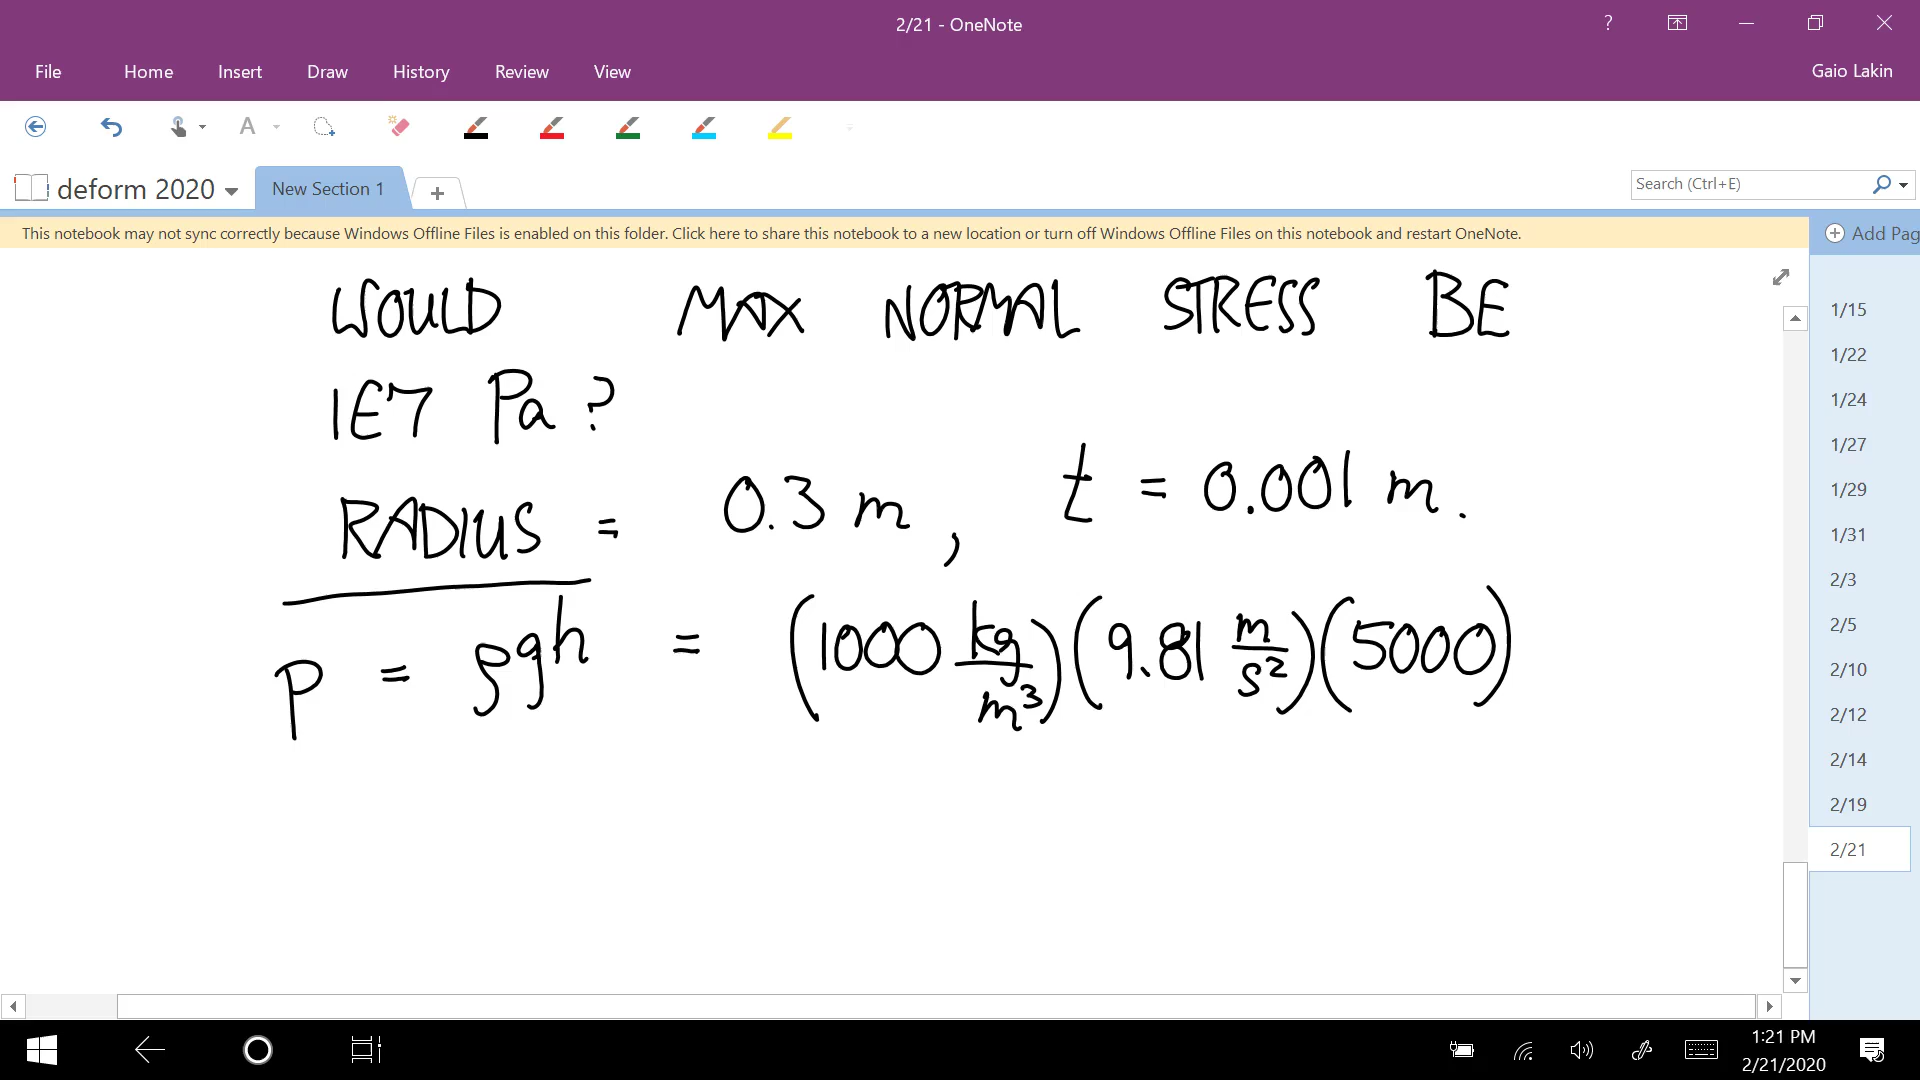 2/21 - OneNote
?
File Home Insert Draw History Review View
Gaio Lakin
A
deform 2020
New Section 1
+
Search (Ctrl+E)
This notebook may not sync correctly because Windows Offline Files is enabled on this folder. Click here to share this notebook to a new location or turn off Windows Offline Files on this notebook and restart OneNote.
Add Pag
WOULD MAX NORMAL STRESS BE
1E7 Pa ?
RADIUS = 0.3 m, t = 0.001 m.
p = ρgh = (1000 kg/m³)(9.81 m/s²)(5000)
1/15
1/22
1/24
1/27
1/29
1/31
2/3
2/5
2/10
2/12
2/14
2/19
2/21
1:21 PM
2/21/2020